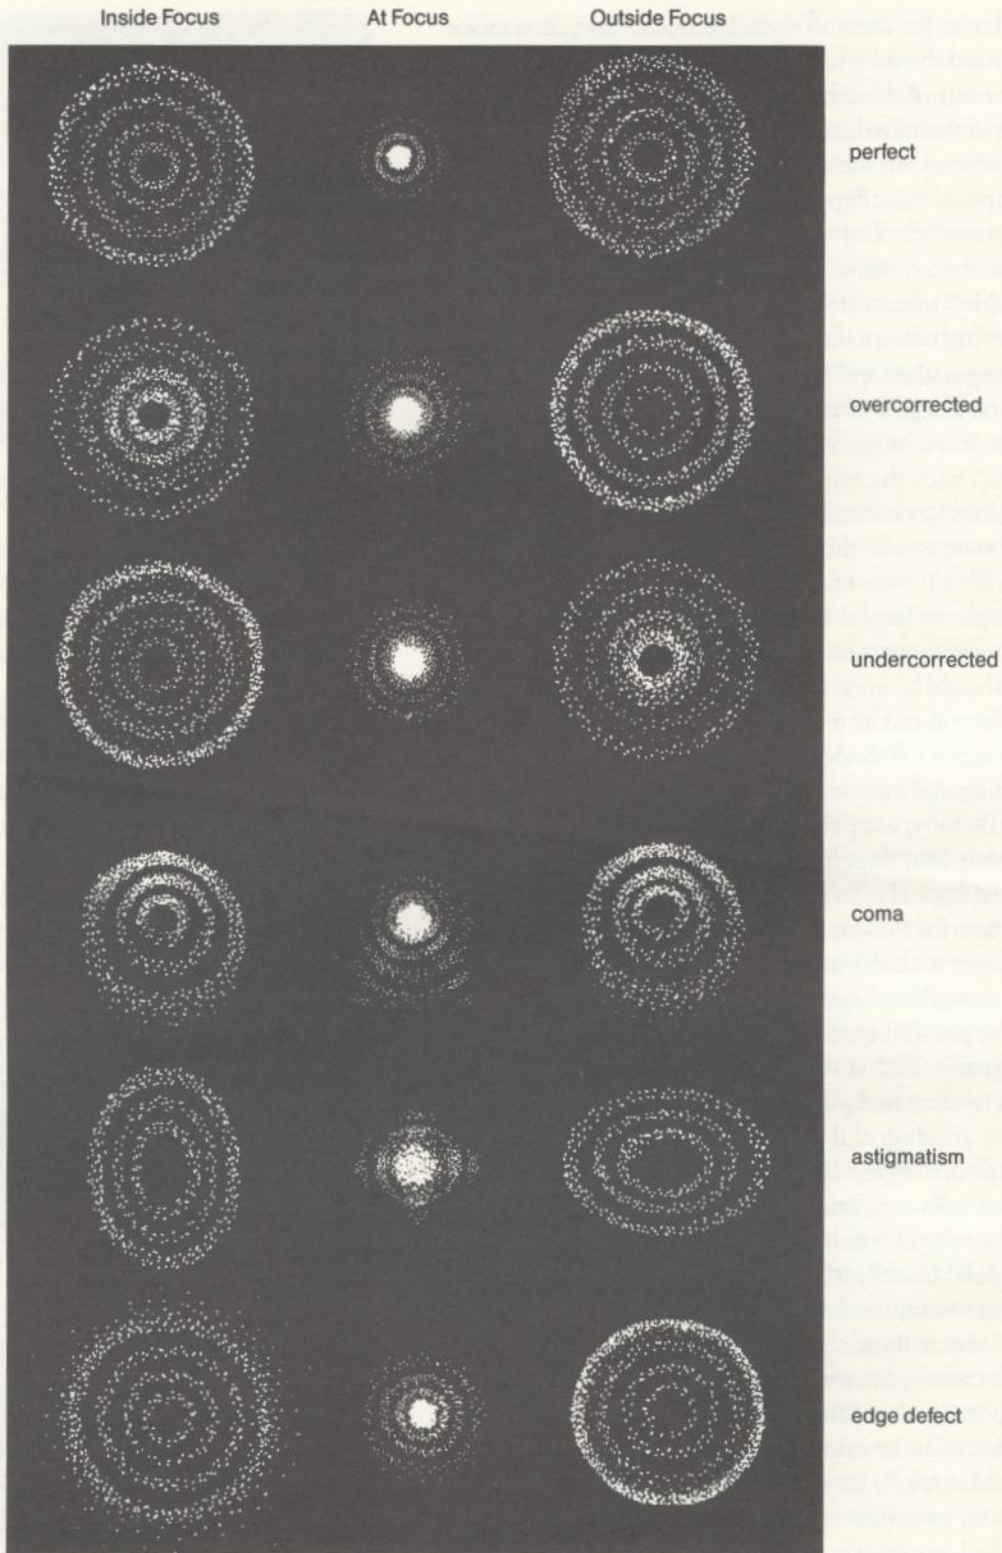 Inside Focus At Focus Outside Focus
perfect
overcorrected
undercorrected
coma
astigmatism
edge defect